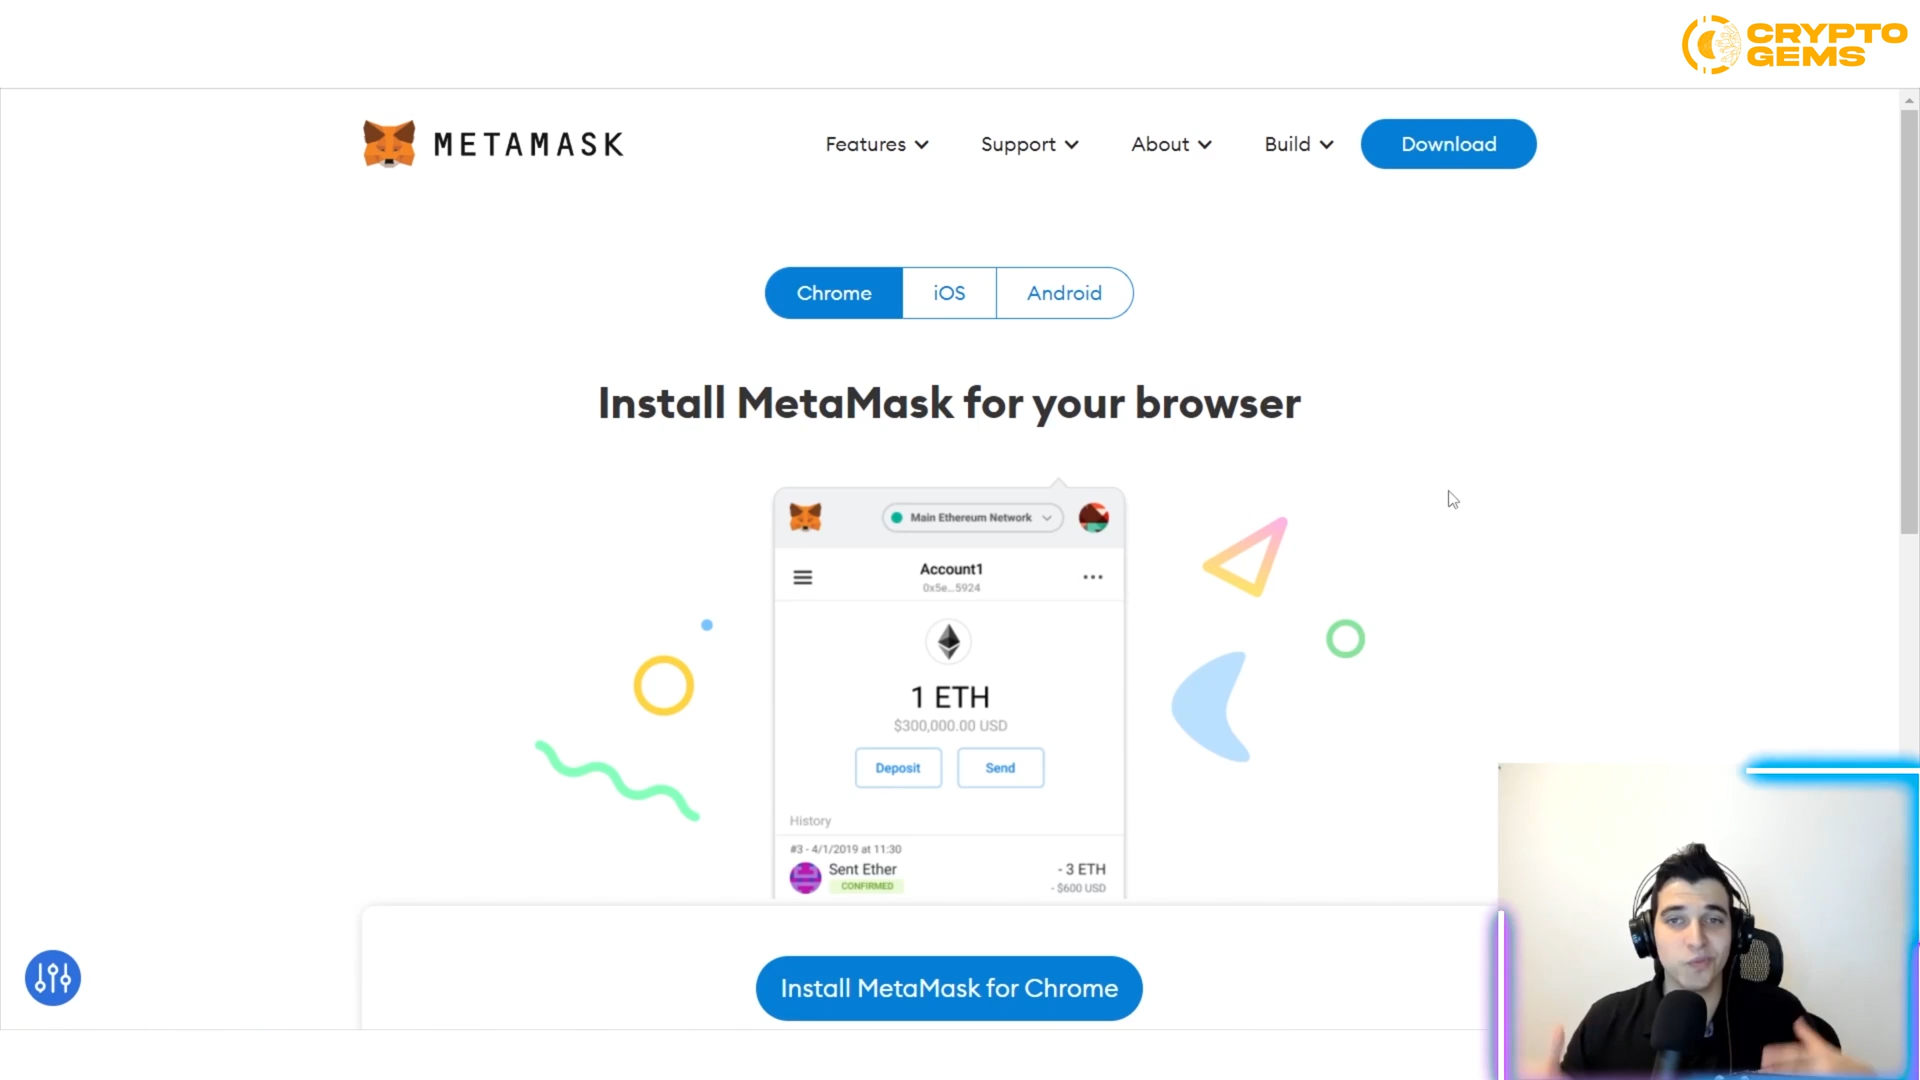 CRYPTO
GEMS
METAMASK
Features
Support
About
Build
Download
Chrome
iOS
Android
Install MetaMask for your browser
Main Ethereum Network
Account1
0x5e...5924
1 ETH
$300,000.00 USD
Deposit
Send
History
#3 - 4/1/2019 at 11:30
Sent Ether
- 3 ETH
CONFIRMED
- $600 USD
Install MetaMask for Chrome